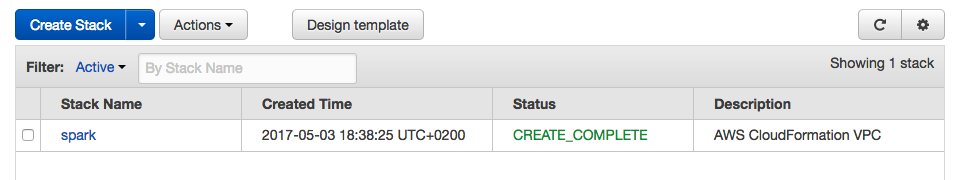 Create Stack Actions Design template
Filter: Active By Stack Name Showing 1 stack
Stack Name Created Time Status Description
spark 2017-05-03 18:38:25 UTC+0200 CREATE_COMPLETE AWS CloudFormation VPC